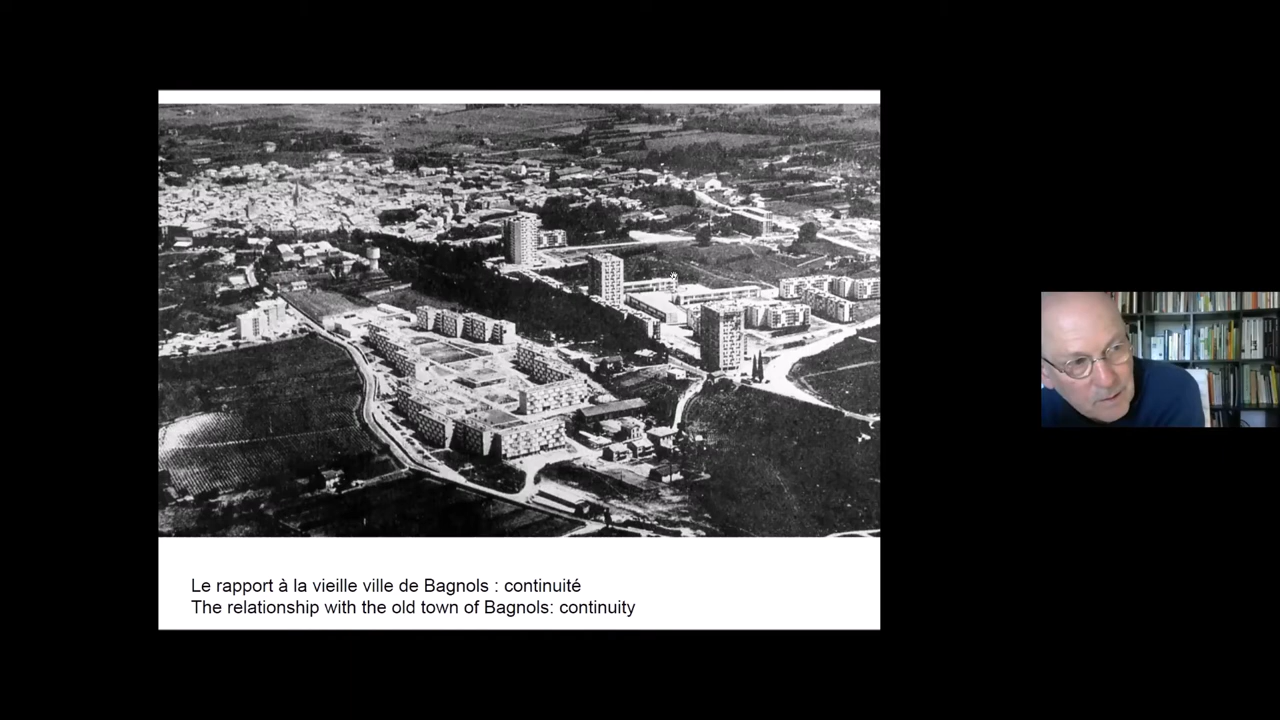 Le rapport à la vieille ville de Bagnols : continuité
The relationship with the old town of Bagnols: continuity